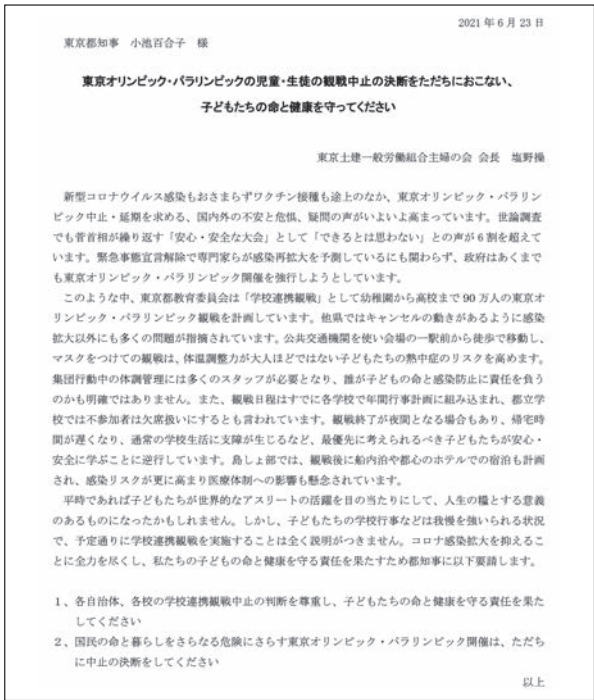 2021年6月23日
東京都知事 小池百合子 様
東京オリンピック・パラリンピックの児童・生徒の観戦中止の決断をただちにおこない、
子どもたちの命と健康を守ってください
東京土建一般労働組合主婦の会 会長 塩野操
新型コロナウイルス感染もおさまらずワクチン接種も途上のなか、東京オリンピック・パラリン
ピック中止・延期を求める、国内外の不安と危惧、疑問の声がいよいよ高まっています。世論調査
でも菅首相が繰り返す「安心・安全な大会」として「できるとは思わない」との声が6割を超えて
います。緊急事態宣言解除で専門家らが感染再拡大を予測しているにも関わらず、政府はあくまで
も東京オリンピック・パラリンピック開催を強行しようとしています。
このような中、東京都教育委員会は「学校連携観戦」として幼稚園から高校まで90万人の東京オ
リンピック・パラリンピック観戦を計画しています。他県ではキャンセルの動きがあるように感染
拡大以外にも多くの問題が指摘されています。公共交通機関を使い会場の一駅前から徒歩で移動し、
マスクをつけての観戦は、体温調整力が大人ほどではない子どもたちの熱中症のリスクを高めます。
集団行動中の体調管理には多くのスタッフが必要となり、誰が子どもの命と感染防止に責任を負う
のかも明確ではありません。また、観戦日程はすでに各学校で年間行事計画に組み込まれ、都立学
校では不参加者は欠席扱いにするとも言われています。観戦終了が夜間となる場合もあり、帰宅時
間が遅くなり、通常の学校生活に支障が生じるなど、最優先に考えられるべき子どもたちが安心・
安全に学ぶことに逆行しています。島しょ部では、観戦後に船内泊や都心のホテルでの宿泊も計画
され、感染リスクが更に高まり医療体制への影響も懸念されています。
平時であれば子どもたちが世界的なアスリートの活躍を目の当たりにして、人生の糧とする意義
のあるものになったかもしれません。しかし、子どもたちの学校行事などは我慢を強いられる状況
で、予定通りに学校連携観戦を実施することは全く説明がつきません。コロナ感染拡大を抑えるこ
とに全力を尽くし、私たちの子どもの命と健康を守る責任を果たすため都知事に以下要請します。
1、各自治体、各校の学校連携観戦中止の判断を尊重し、子どもたちの命と健康を守る責任を果た
してください
2、国民の命と暮らしをさらなる危険にさらす東京オリンピック・パラリンピック開催は、ただち
に中止の決断をしてください
以上